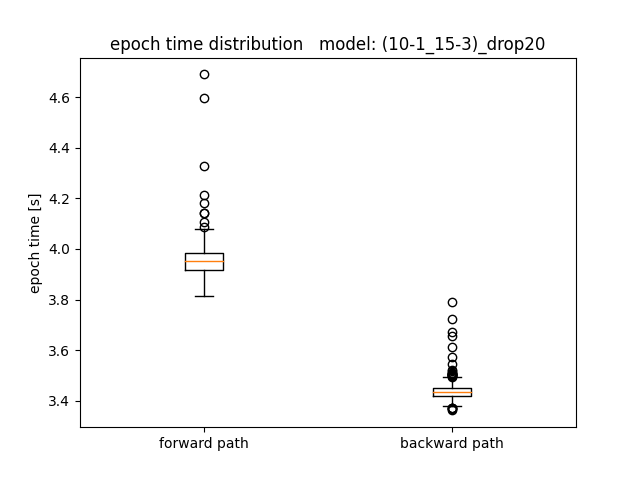 epoch time distribution   model: (10-1_15-3)_drop20
epoch time [s]
4.6
4.4
4.2
4.0
3.8
3.6
3.4
forward path
backward path